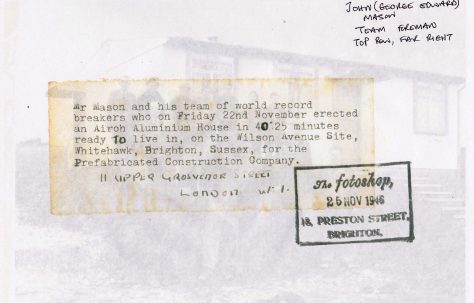 JOHN (GEORGE EDWARD)
MASON
TEAM FOREMAN
TOP ROW, FAR RIGHT
Mr Mason and his team of world record
breakers who on Friday 22nd November erected
an Airoh Aluminium House in 40.25 minutes
ready To live in, on the Wilson Avenue Site,
Whitehawk, Brighton, Sussex, for the
Prefabricated Construction Company.
11 UPPER GROSVENOR STREET
LONDON W.1.
The fotoshop,
25 NOV 1946
18, PRESTON STREET,
BRIGHTON,